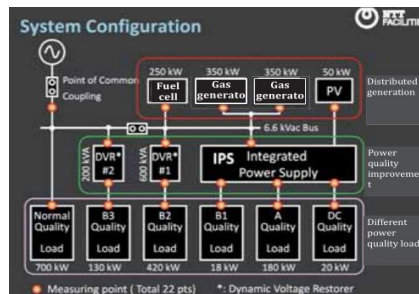 System Configuration
NTT
FACILITIES
Point of Common
Coupling
250 kW
350 kW
350 kW
50 kW
Fuel
cell
Gas
generato
Gas
generato
PV
Distributed
generation
6.6 kVac Bus
200 kVA
DVR*
#2
600 kVA
DVR*
#1
IPS
Integrated
Power Supply
Power
quality
improvemen
t
Normal
Quality
Load
B3
Quality
Load
B2
Quality
Load
B1
Quality
Load
A
Quality
Load
DC
Quality
Load
Different
power
quality load
700 kW
130 kW
420 kW
18 kW
180 kW
20 kW
Measuring point ( Total 22 pts)
*: Dynamic Voltage Restorer